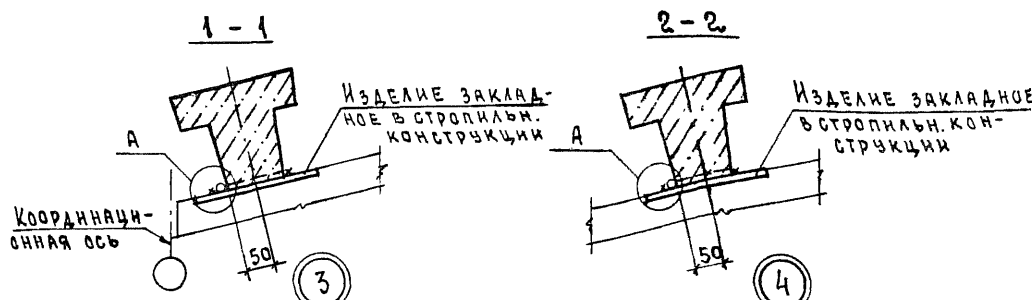 1 - 1
ИЗДЕЛИЕ ЗАКЛАД-
НОЕ В СТРОПИЛЬН.
КОНСТРУКЦИИ
А
КООРДИНАЦИ-
ОННАЯ ОСЬ
50
3
2 - 2
ИЗДЕЛИЕ ЗАКЛАДНОЕ
В СТРОПИЛЬН. КОН-
СТРУКЦИИ
А
50
4